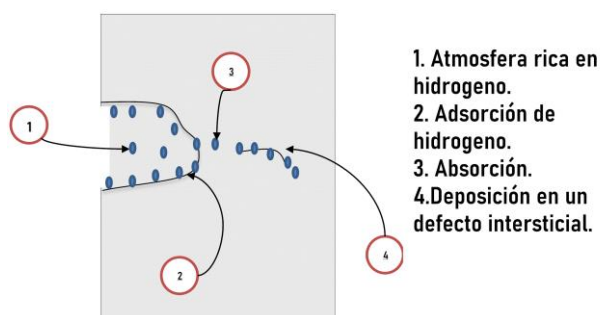 1
3
2
4
1. Atmosfera rica en
hidrogeno.
2. Adsorción de
hidrogeno.
3. Absorción.
4.Deposición en un
defecto intersticial.